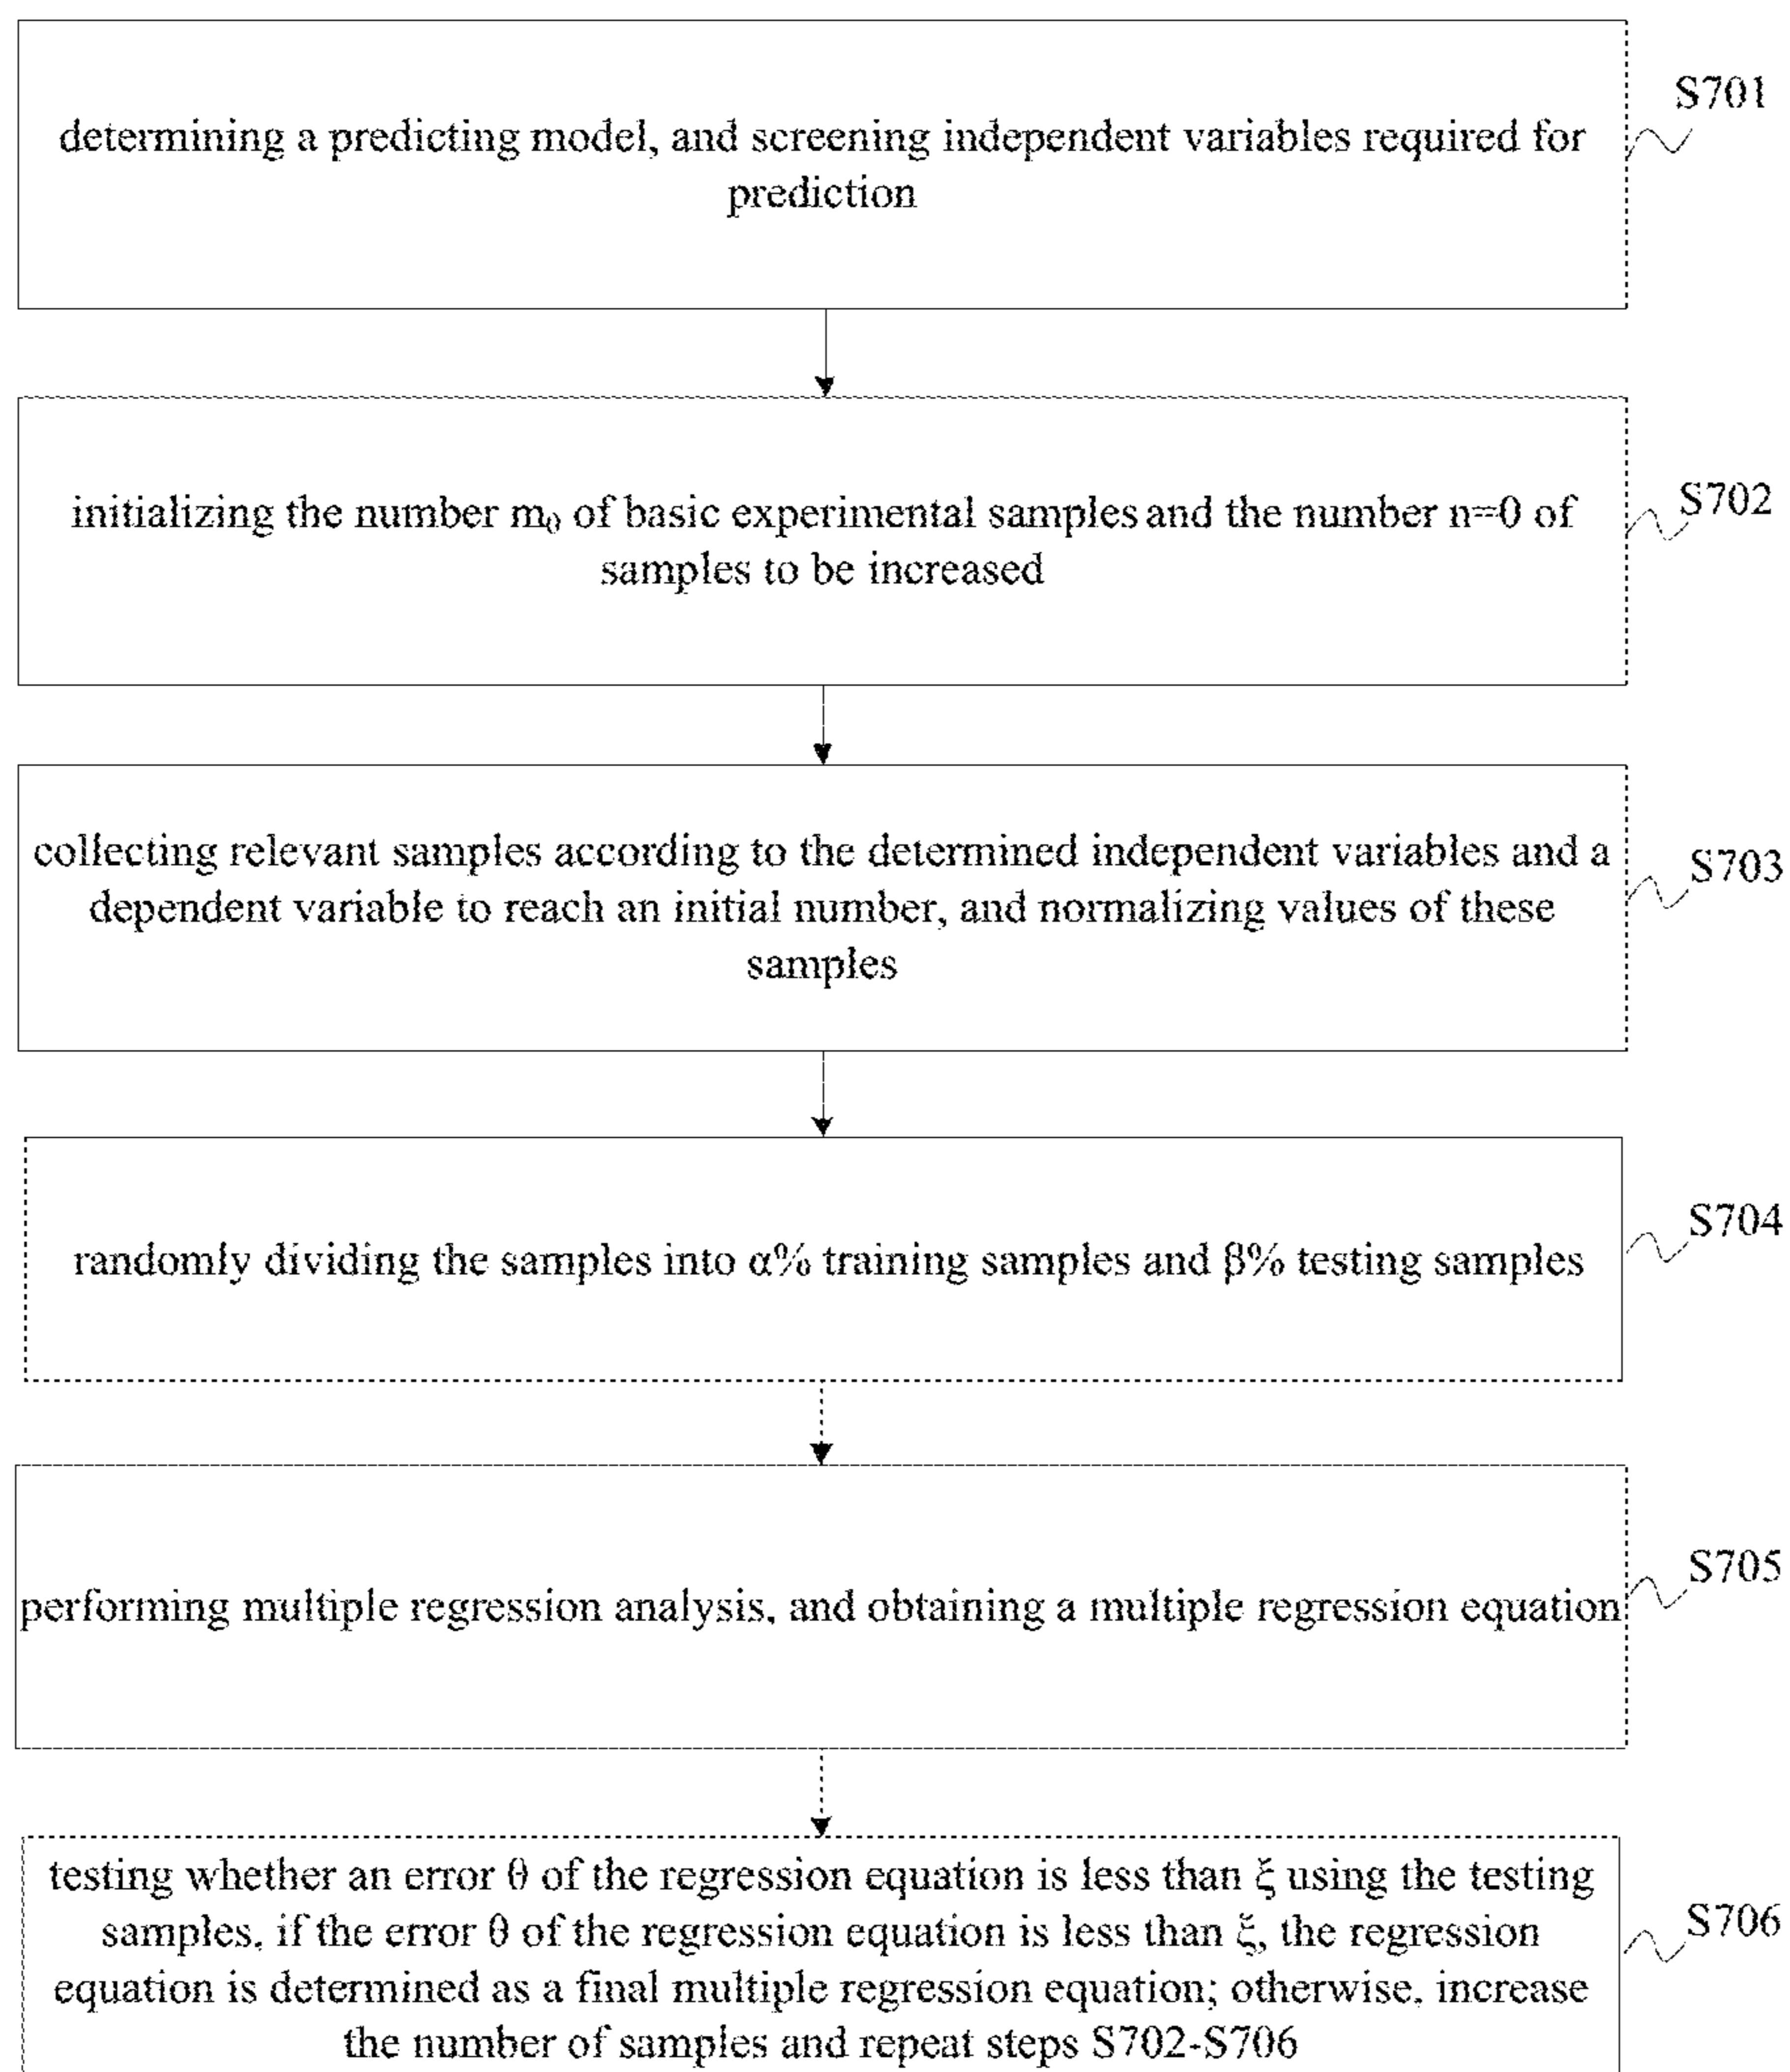 determining a predicting model, and screening independent variables required for
prediction
S701
initializing the number m₀ of basic experimental samples and the number n=0 of
samples to be increased
S702
collecting relevant samples according to the determined independent variables and a
dependent variable to reach an initial number, and normalizing values of these
samples
S703
randomly dividing the samples into α% training samples and β% testing samples
S704
performing multiple regression analysis, and obtaining a multiple regression equation
S705
testing whether an error θ of the regression equation is less than ξ using the testing
samples, if the error θ of the regression equation is less than ξ, the regression
equation is determined as a final multiple regression equation; otherwise, increase
the number of samples and repeat steps S702-S706
S706